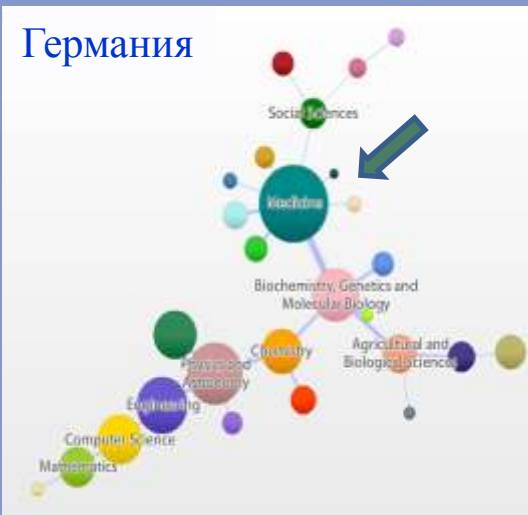 Германия
Social Sciences
Medicine
Biochemistry, Genetics and
Molecular Biology
Chemistry
Agricultural and
Biological Sciences
Physics and
Astronomy
Engineering
Computer Science
Mathematics